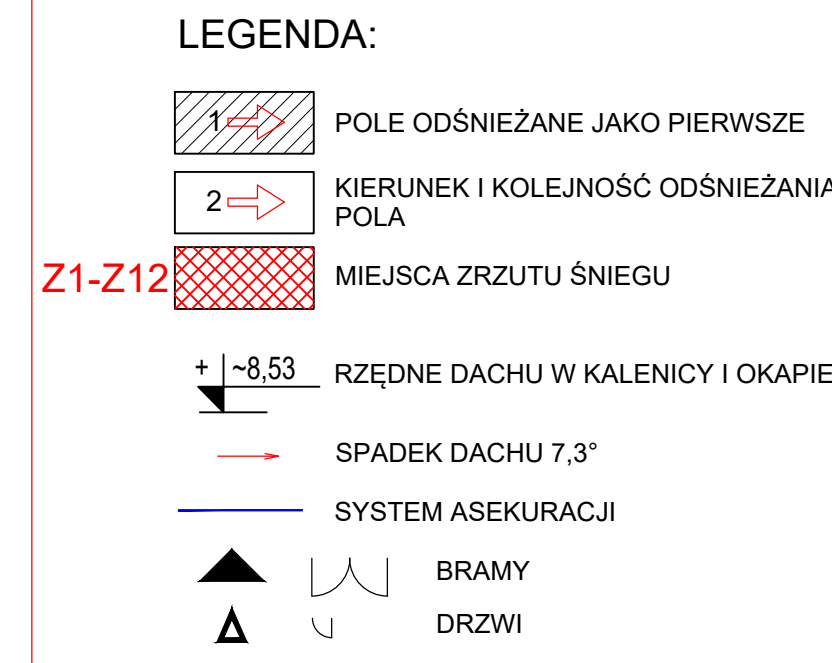 LEGENDA:
1
POLE ODŚNIEŻANE JAKO PIERWSZE
2
KIERUNEK I KOLEJNOŚĆ ODŚNIEŻANIA
POLA
Z1-Z12
MIEJSCA ZRZUTU ŚNIEGU
+ ~8,53
RZĘDNE DACHU W KALENICY I OKAPIE
SPADEK DACHU 7,3°
SYSTEM ASEKURACJI
BRAMY
DRZWI